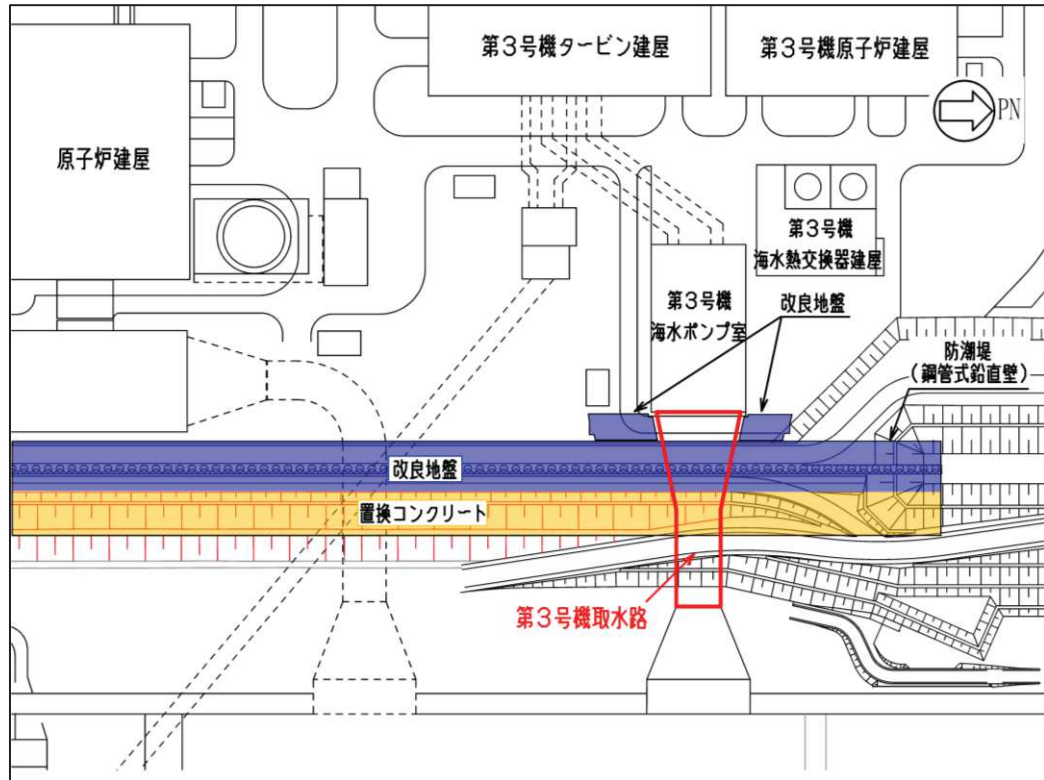 第3号機タービン建屋
第3号機原子炉建屋
PN
原子炉建屋
第3号機
海水熱交換器建屋
第3号機
海水ポンプ室
改良地盤
防潮堤
（鋼管式鉛直壁）
改良地盤
置換コンクリート
第3号機取水路